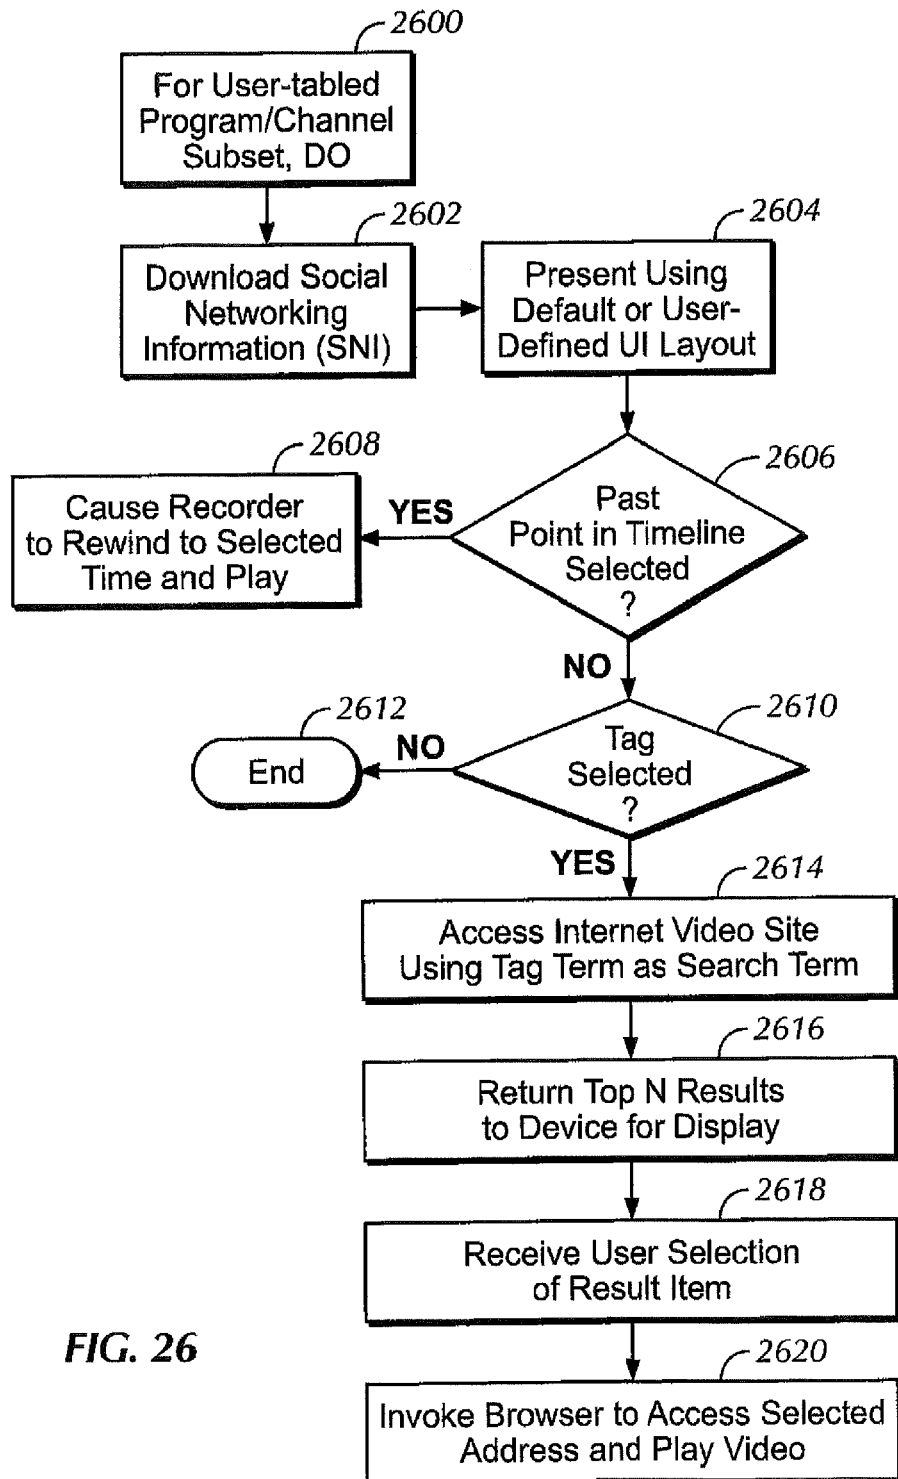 2600
For User-tabled
Program/Channel
Subset, DO
2602
Download Social
Networking
Information (SNI)
2604
Present Using
Default or User-
Defined UI Layout
2606
Past
Point in Timeline
Selected
?
YES
2608
Cause Recorder
to Rewind to Selected
Time and Play
NO
2610
Tag
Selected
?
NO
2612
End
YES
2614
Access Internet Video Site
Using Tag Term as Search Term
2616
Return Top N Results
to Device for Display
2618
Receive User Selection
of Result Item
2620
Invoke Browser to Access Selected
Address and Play Video
FIG. 26